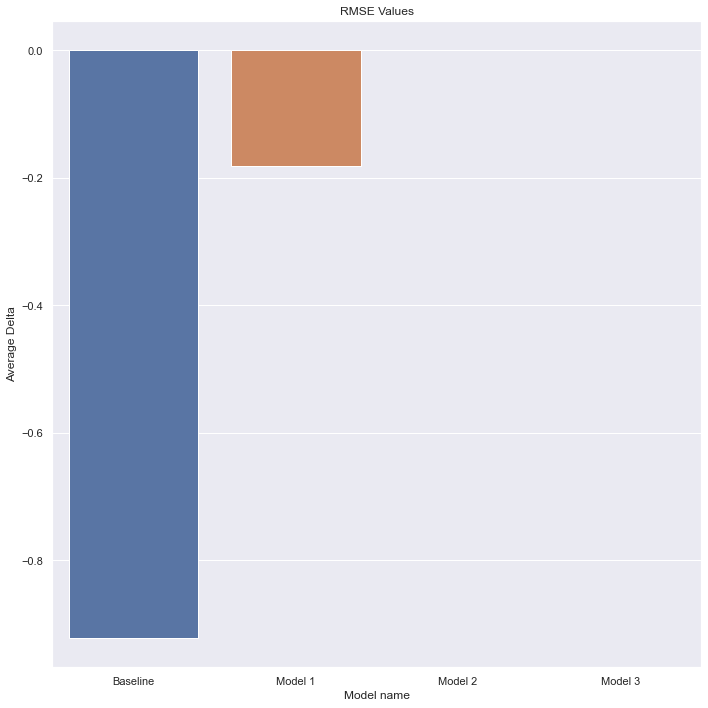 RMSE Values
0.0
−0.2
−0.4
−0.6
−0.8
Average Delta
Baseline
Model 1
Model 2
Model 3
Model name